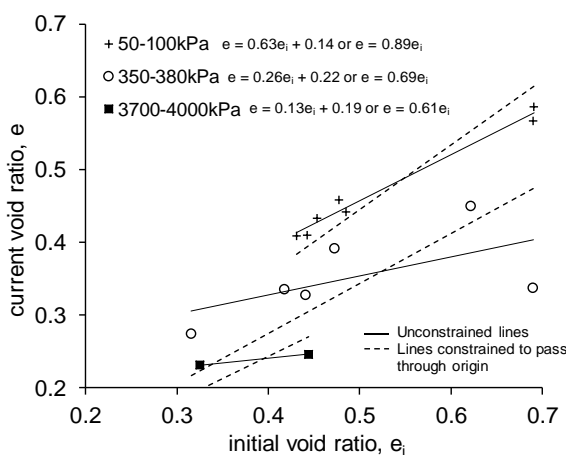 0.7
50-100kPa e = 0.63eᵢ + 0.14 or e = 0.89eᵢ
350-380kPa e = 0.26eᵢ + 0.22 or e = 0.69eᵢ
3700-4000kPa e = 0.13eᵢ + 0.19 or e = 0.61eᵢ
0.6
0.5
0.4
0.3
0.2
current void ratio, e
Unconstrained lines
Lines constrained to pass
through origin
0.2 0.3 0.4 0.5 0.6 0.7
initial void ratio, eᵢ